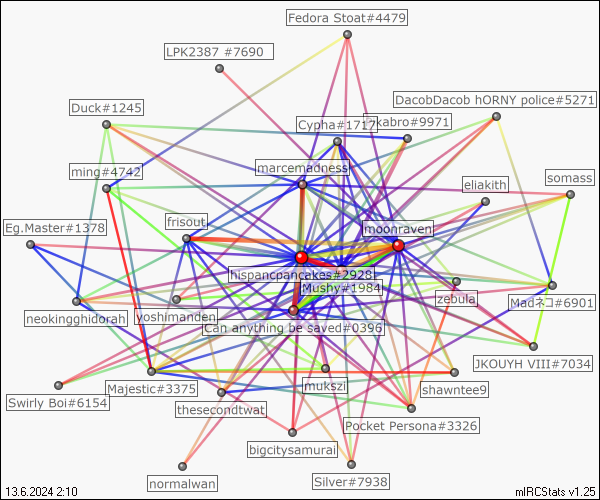 Fedora Stoat#4479
LPK2387 #7690
DacobDacob hORNY police#5271
Duck#1245
Cypha#1717
kabro#9971
marcemadness
ming#4742
eliakith
somass
frisout
moonraven
Eg.Master#1378
hispancpancakes#2928
Mushy#1984
zebula
Madネコ#6901
neokingghidorah
yoshimanden
Can anything be saved#0396
JKOUYH VIII#7034
Majestic#3375
mukszi
shawntee9
Swirly Boi#6154
thesecondtwat
Pocket Persona#3326
bigcitysamurai
normalwan
Silver#7938
13.6.2024 2:10
mIRCStats v1.25